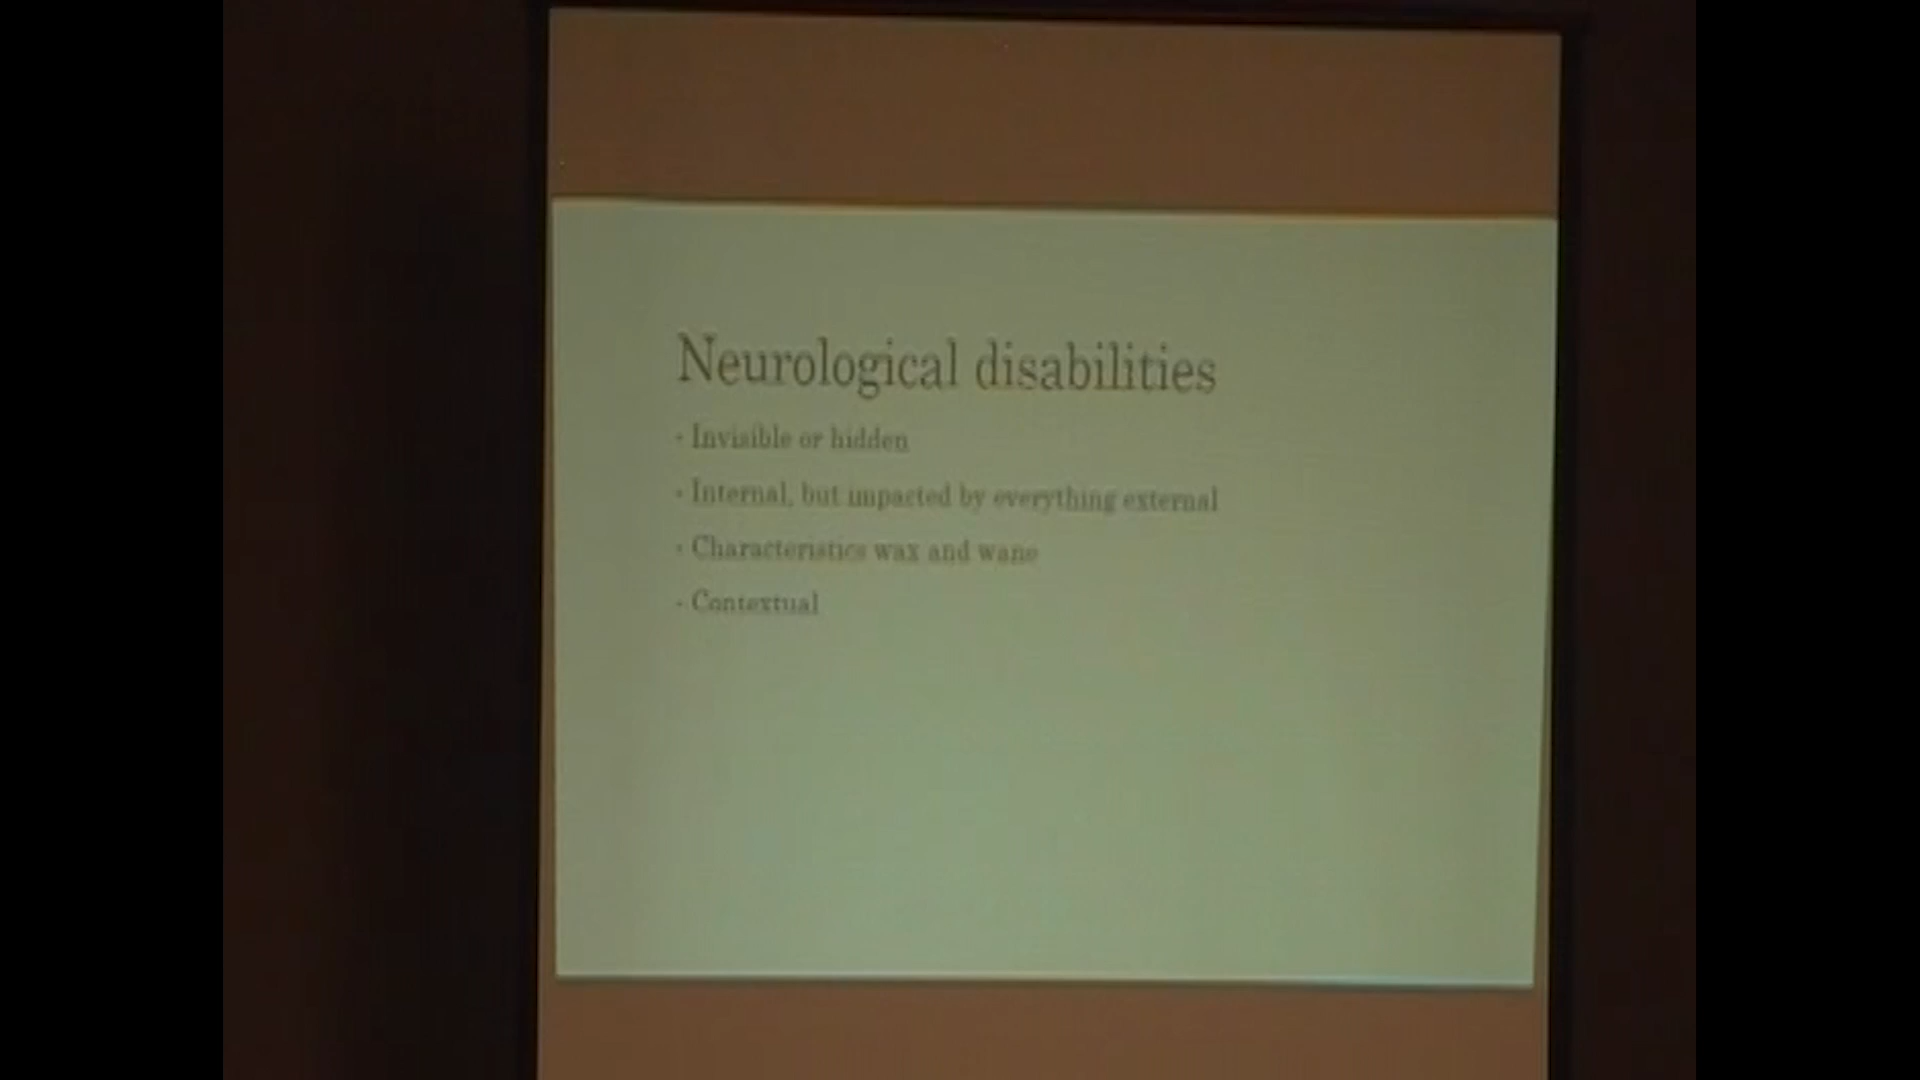 Neurological disabilities
- Invisible or hidden
- Internal, but impacted by everything external
- Characteristics wax and wane
- Contextual